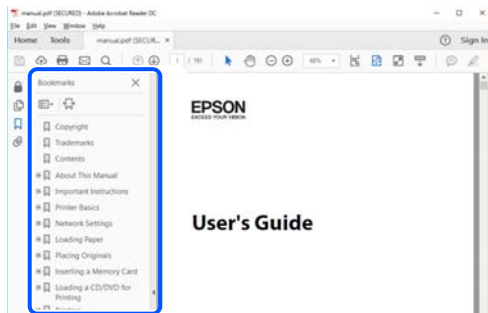 manual.pdf (SECURED) - Adobe Acrobat Reader DC
File Edit View Window Help
Home Tools manual.pdf (SECUR... ×
Sign In
1 / 191
Bookmarks
Copyright
Trademarks
Contents
About This Manual
Important Instructions
Printer Basics
Network Settings
Loading Paper
Placing Originals
Inserting a Memory Card
Loading a CD/DVD for
Printing
EPSON
EXCEED YOUR VISION
User's Guide